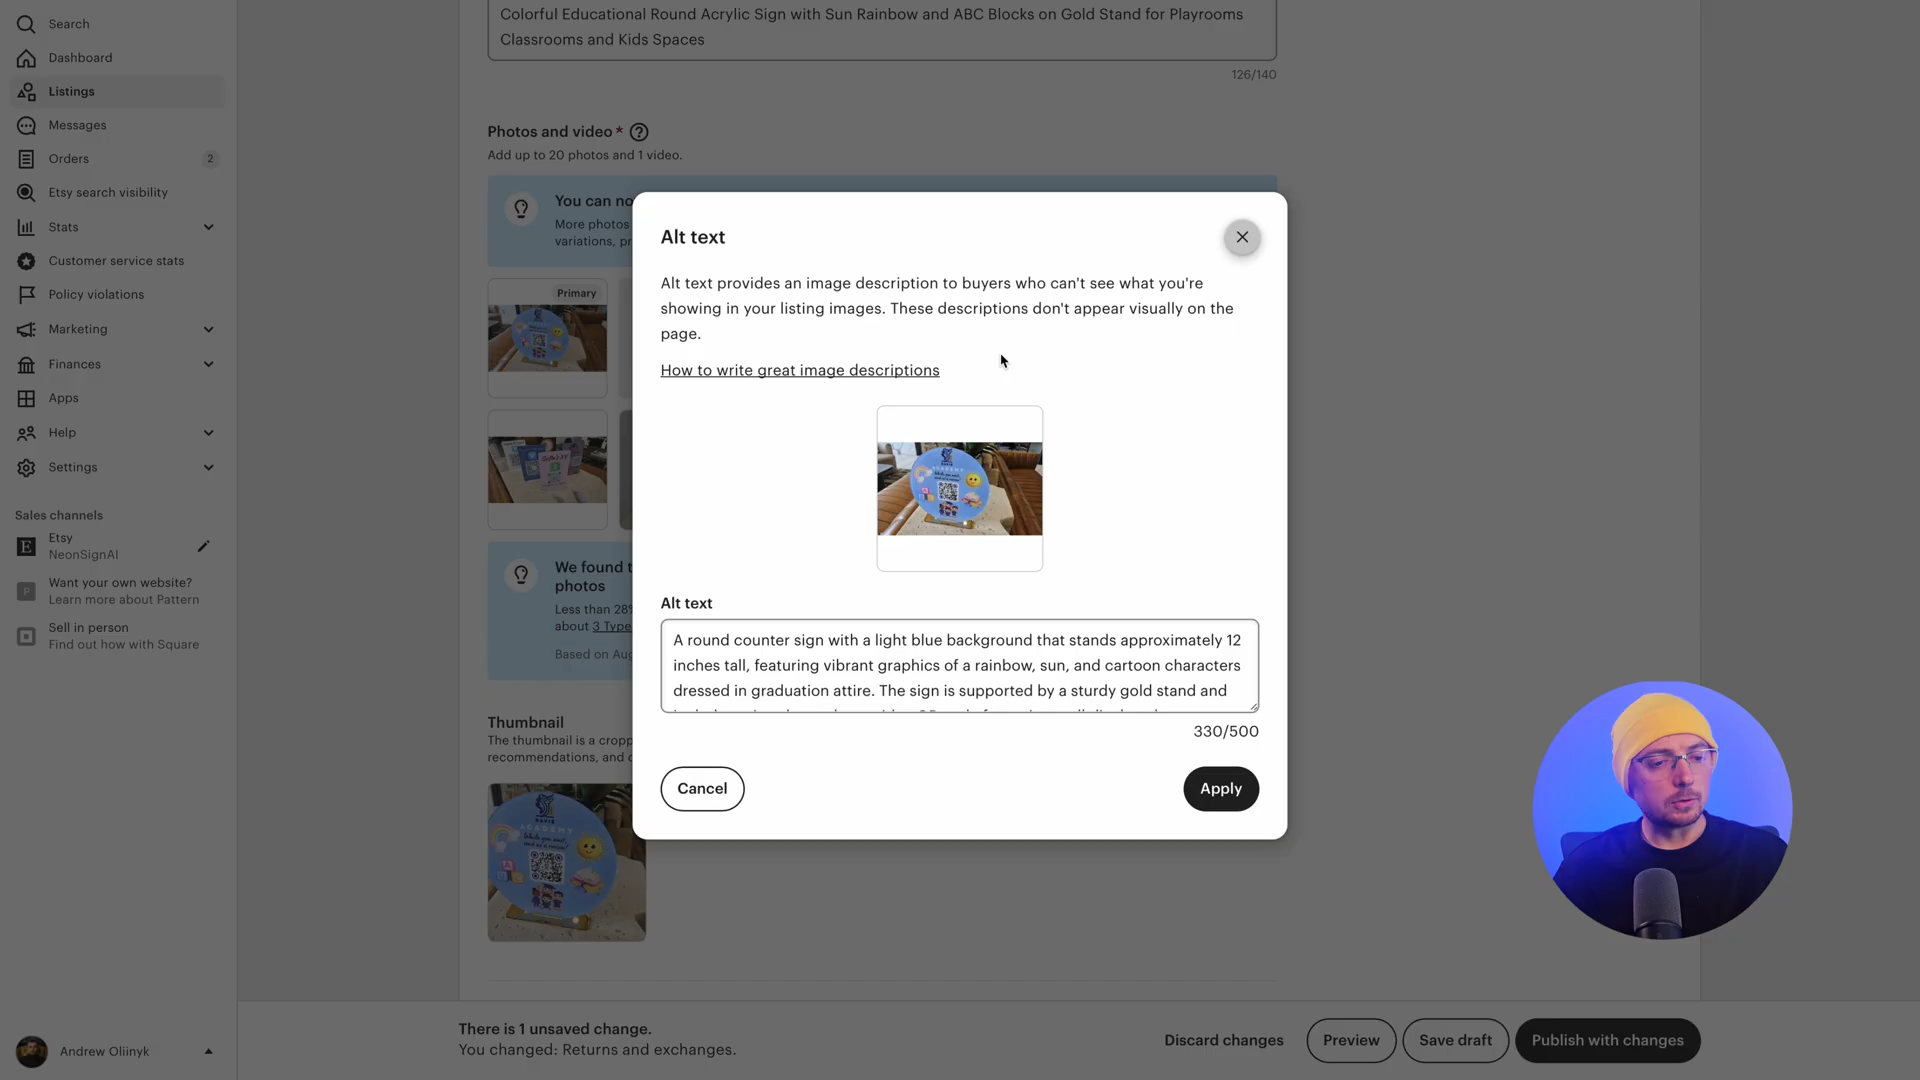 Search
Dashboard
Listings
Messages
Orders
2
Etsy search visibility
Stats
Customer service stats
Policy violations
Marketing
Finances
Apps
Help
Settings
Sales channels
Etsy
NeonSignAI
Want your own website?
Learn more about Pattern
Sell in person
Find out how with Square
Andrew Oliinyk
Colorful Educational Round Acrylic Sign with Sun Rainbow and ABC Blocks on Gold Stand for Playrooms
Classrooms and Kids Spaces
126/140
Photos and video *
Add up to 20 photos and 1 video.
You can no
More photos
variations, pr
Primary
We found t
photos
Less than 28%
about 3 Type
Based on Aug
Thumbnail
The thumbnail is a cropp
recommendations, and
ACADEMY
Alt text
Alt text provides an image description to buyers who can't see what you're
showing in your listing images. These descriptions don't appear visually on the
page.
How to write great image descriptions
Alt text
A round counter sign with a light blue background that stands approximately 12
inches tall, featuring vibrant graphics of a rainbow, sun, and cartoon characters
dressed in graduation attire. The sign is supported by a sturdy gold stand and
330/500
Cancel
Apply
There is 1 unsaved change.
You changed: Returns and exchanges.
Discard changes
Preview
Save draft
Publish with changes